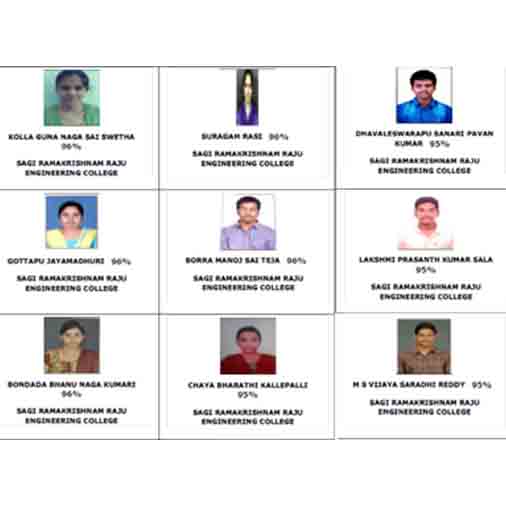 KOLLA GUNA NAGA SAI SWETHA
96%
SAGI RAMAKRISHNAM RAJU
ENGINEERING COLLEGE
SURAGAM RASI 96%
SAGI RAMAKRISHNAM RAJU
ENGINEERING COLLEGE
DHAVALESWARAPU SANARI PAVAN
KUMAR 95%
SAGI RAMAKRISHNAM RAJU
ENGINEERING COLLEGE
GOTTAPU JAYAMADHURI 96%
SAGI RAMAKRISHNAM RAJU
ENGINEERING COLLEGE
BORRA MANOJ SAI TEJA 96%
SAGI RAMAKRISHNAM RAJU
ENGINEERING COLLEGE
LAKSHMI PRASANTH KUMAR SALA
95%
SAGI RAMAKRISHNAM RAJU
ENGINEERING COLLEGE
BONDADA BHANU NAGA KUMARI
96%
SAGI RAMAKRISHNAM RAJU
ENGINEERING COLLEGE
CHAYA BHARATHI KALLEPALLI
95%
SAGI RAMAKRISHNAM RAJU
ENGINEERING COLLEGE
M S VIJAYA SARADHI REDDY 95%
SAGI RAMAKRISHNAM RAJU
ENGINEERING COLLEGE